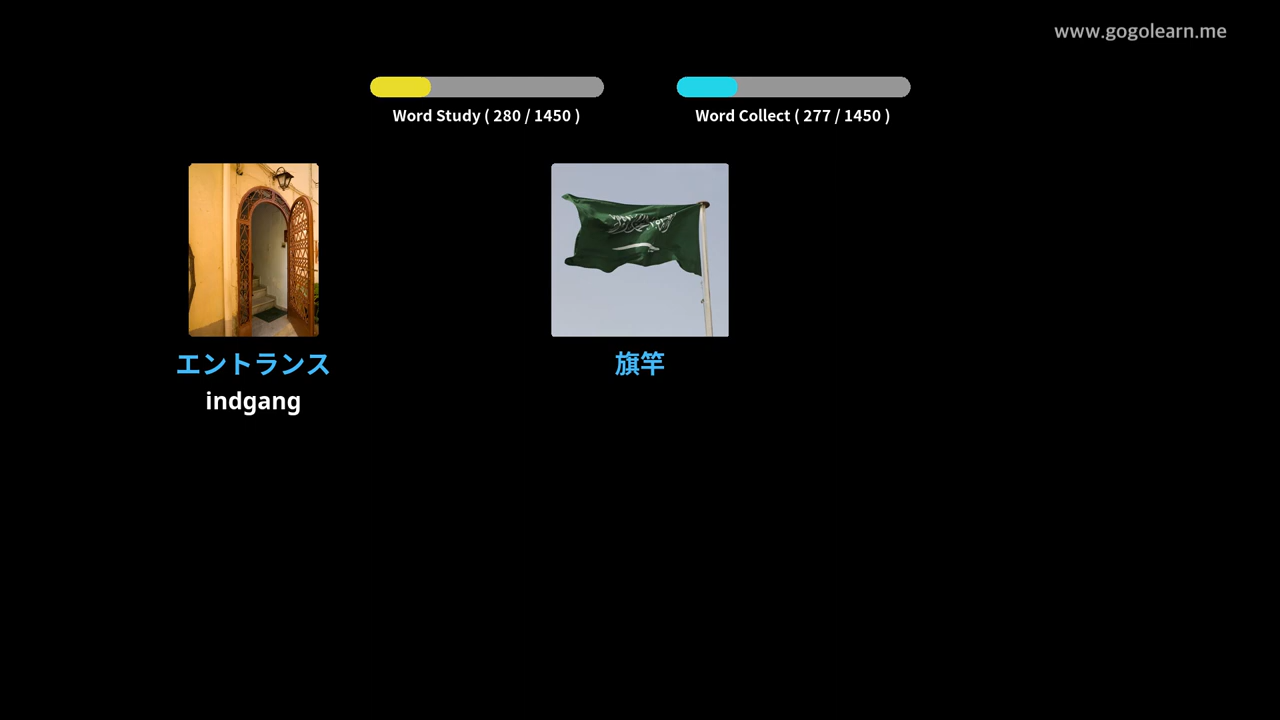 www.gogolearn.me
Word Study ( 280 / 1450 )
Word Collect ( 277 / 1450 )
エントランス
indgang
旗竿